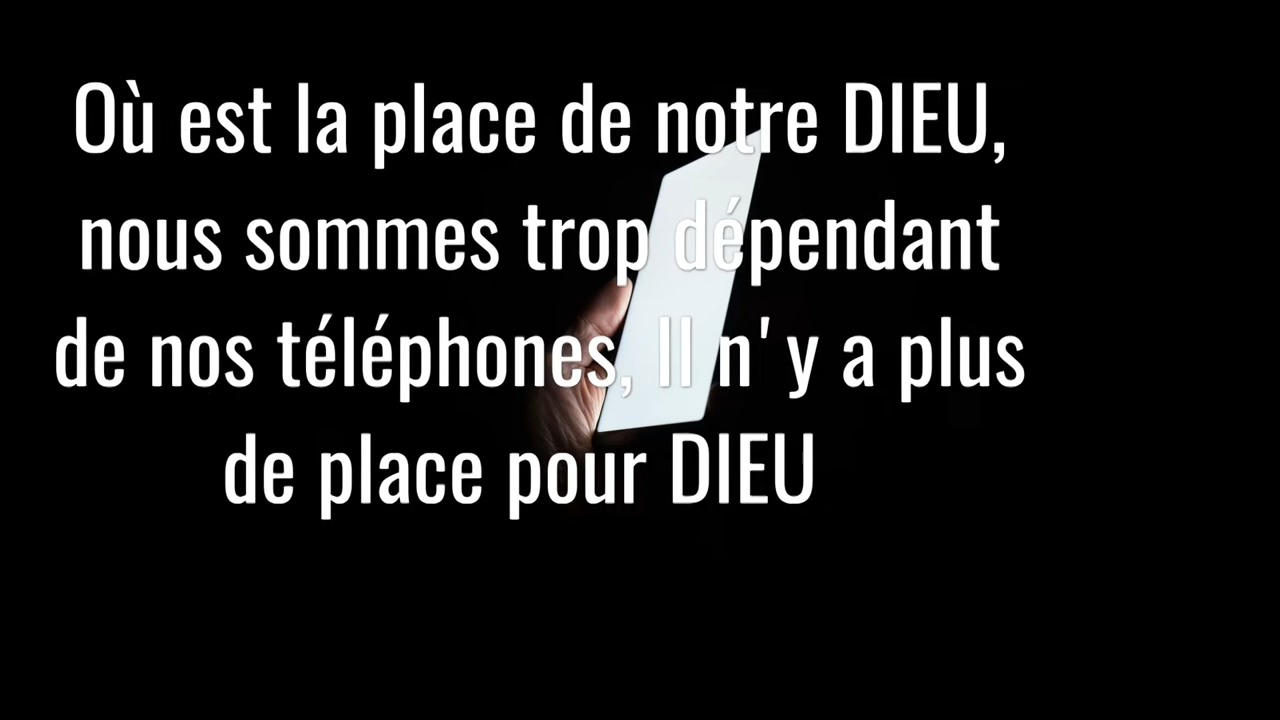 Où est la place de notre DIEU,
nous sommes trop dépendant
de nos téléphones, Il n'y a plus
de place pour DIEU